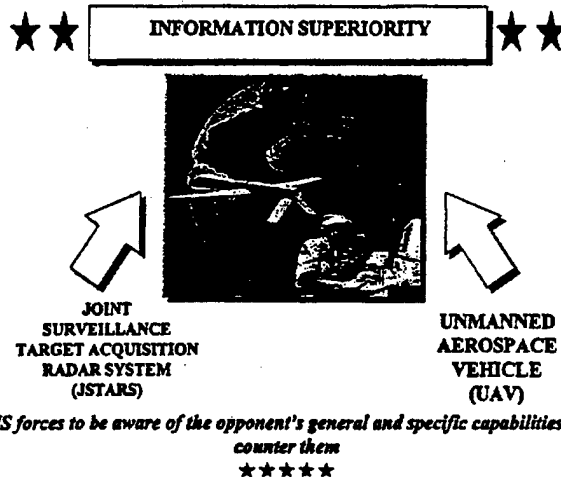 INFORMATION SUPERIORITY
JOINT
SURVEILLANCE
TARGET ACQUISITION
RADAR SYSTEM
(JSTARS)
UNMANNED
AEROSPACE
VEHICLE
(UAV)
S forces to be aware of the opponent's general and specific capabilities
counter them